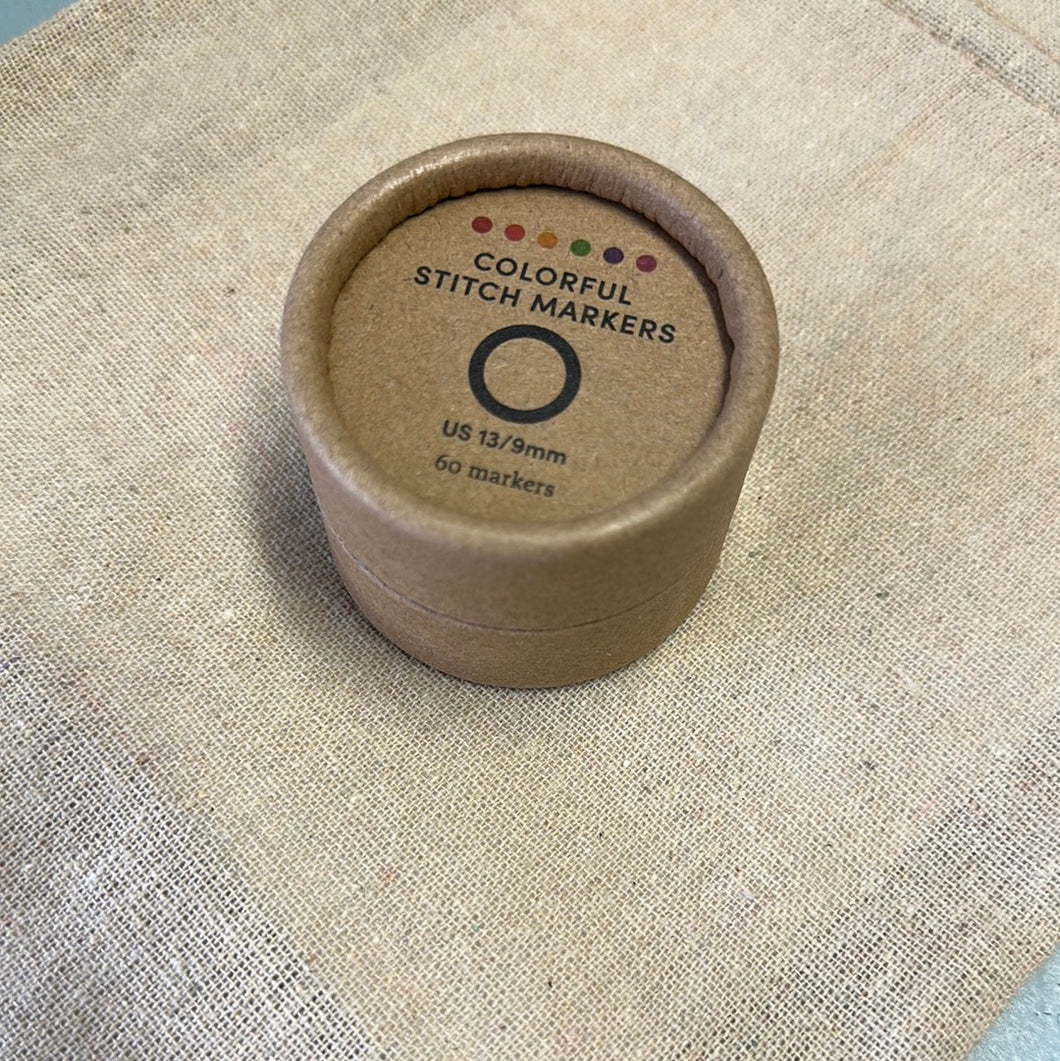 COLORFUL
STITCH MARKERS
US 13/9mm
60 markers